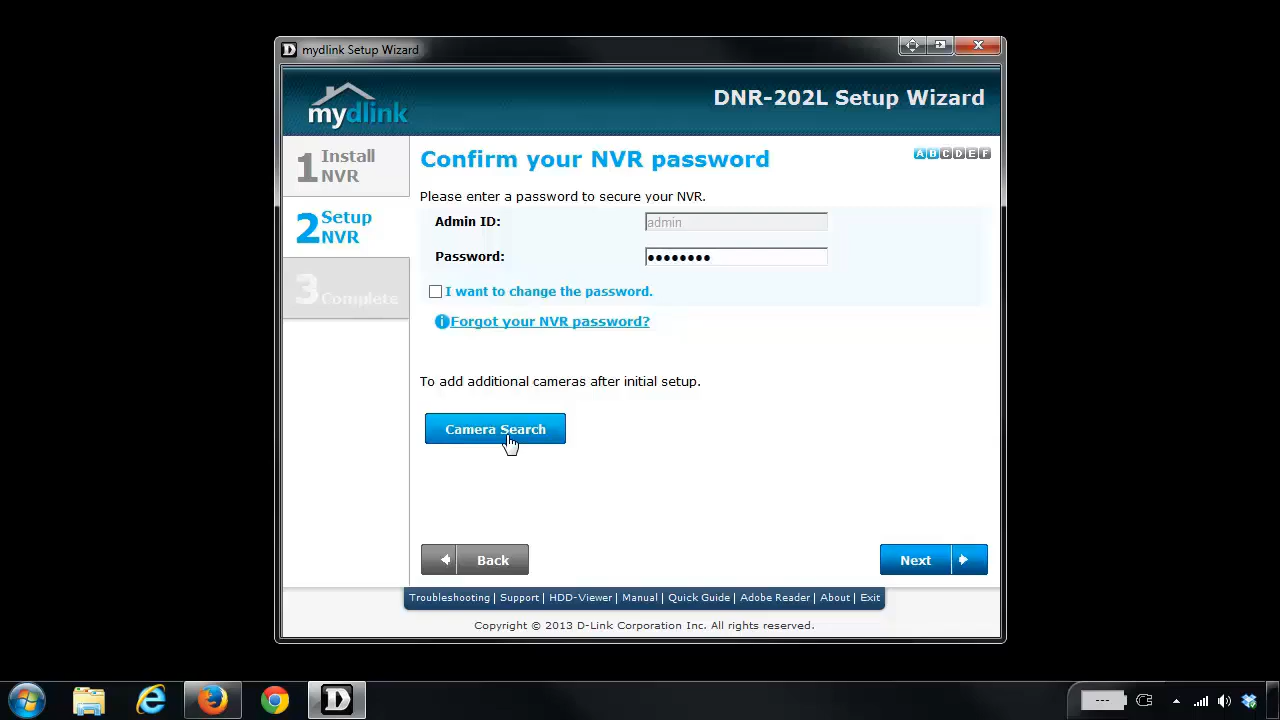 mydlink Setup Wizard
mydlink
DNR-202L Setup Wizard
1 Install NVR
2 Setup NVR
3 Complete
Confirm your NVR password
A B C D E F
Please enter a password to secure your NVR.
Admin ID: admin
Password: ••••••••
I want to change the password.
Forgot your NVR password?
To add additional cameras after initial setup.
Camera Search
Back
Next
Troubleshooting | Support | HDD-Viewer | Manual | Quick Guide | Adobe Reader | About | Exit
Copyright © 2013 D-Link Corporation Inc. All rights reserved.
---